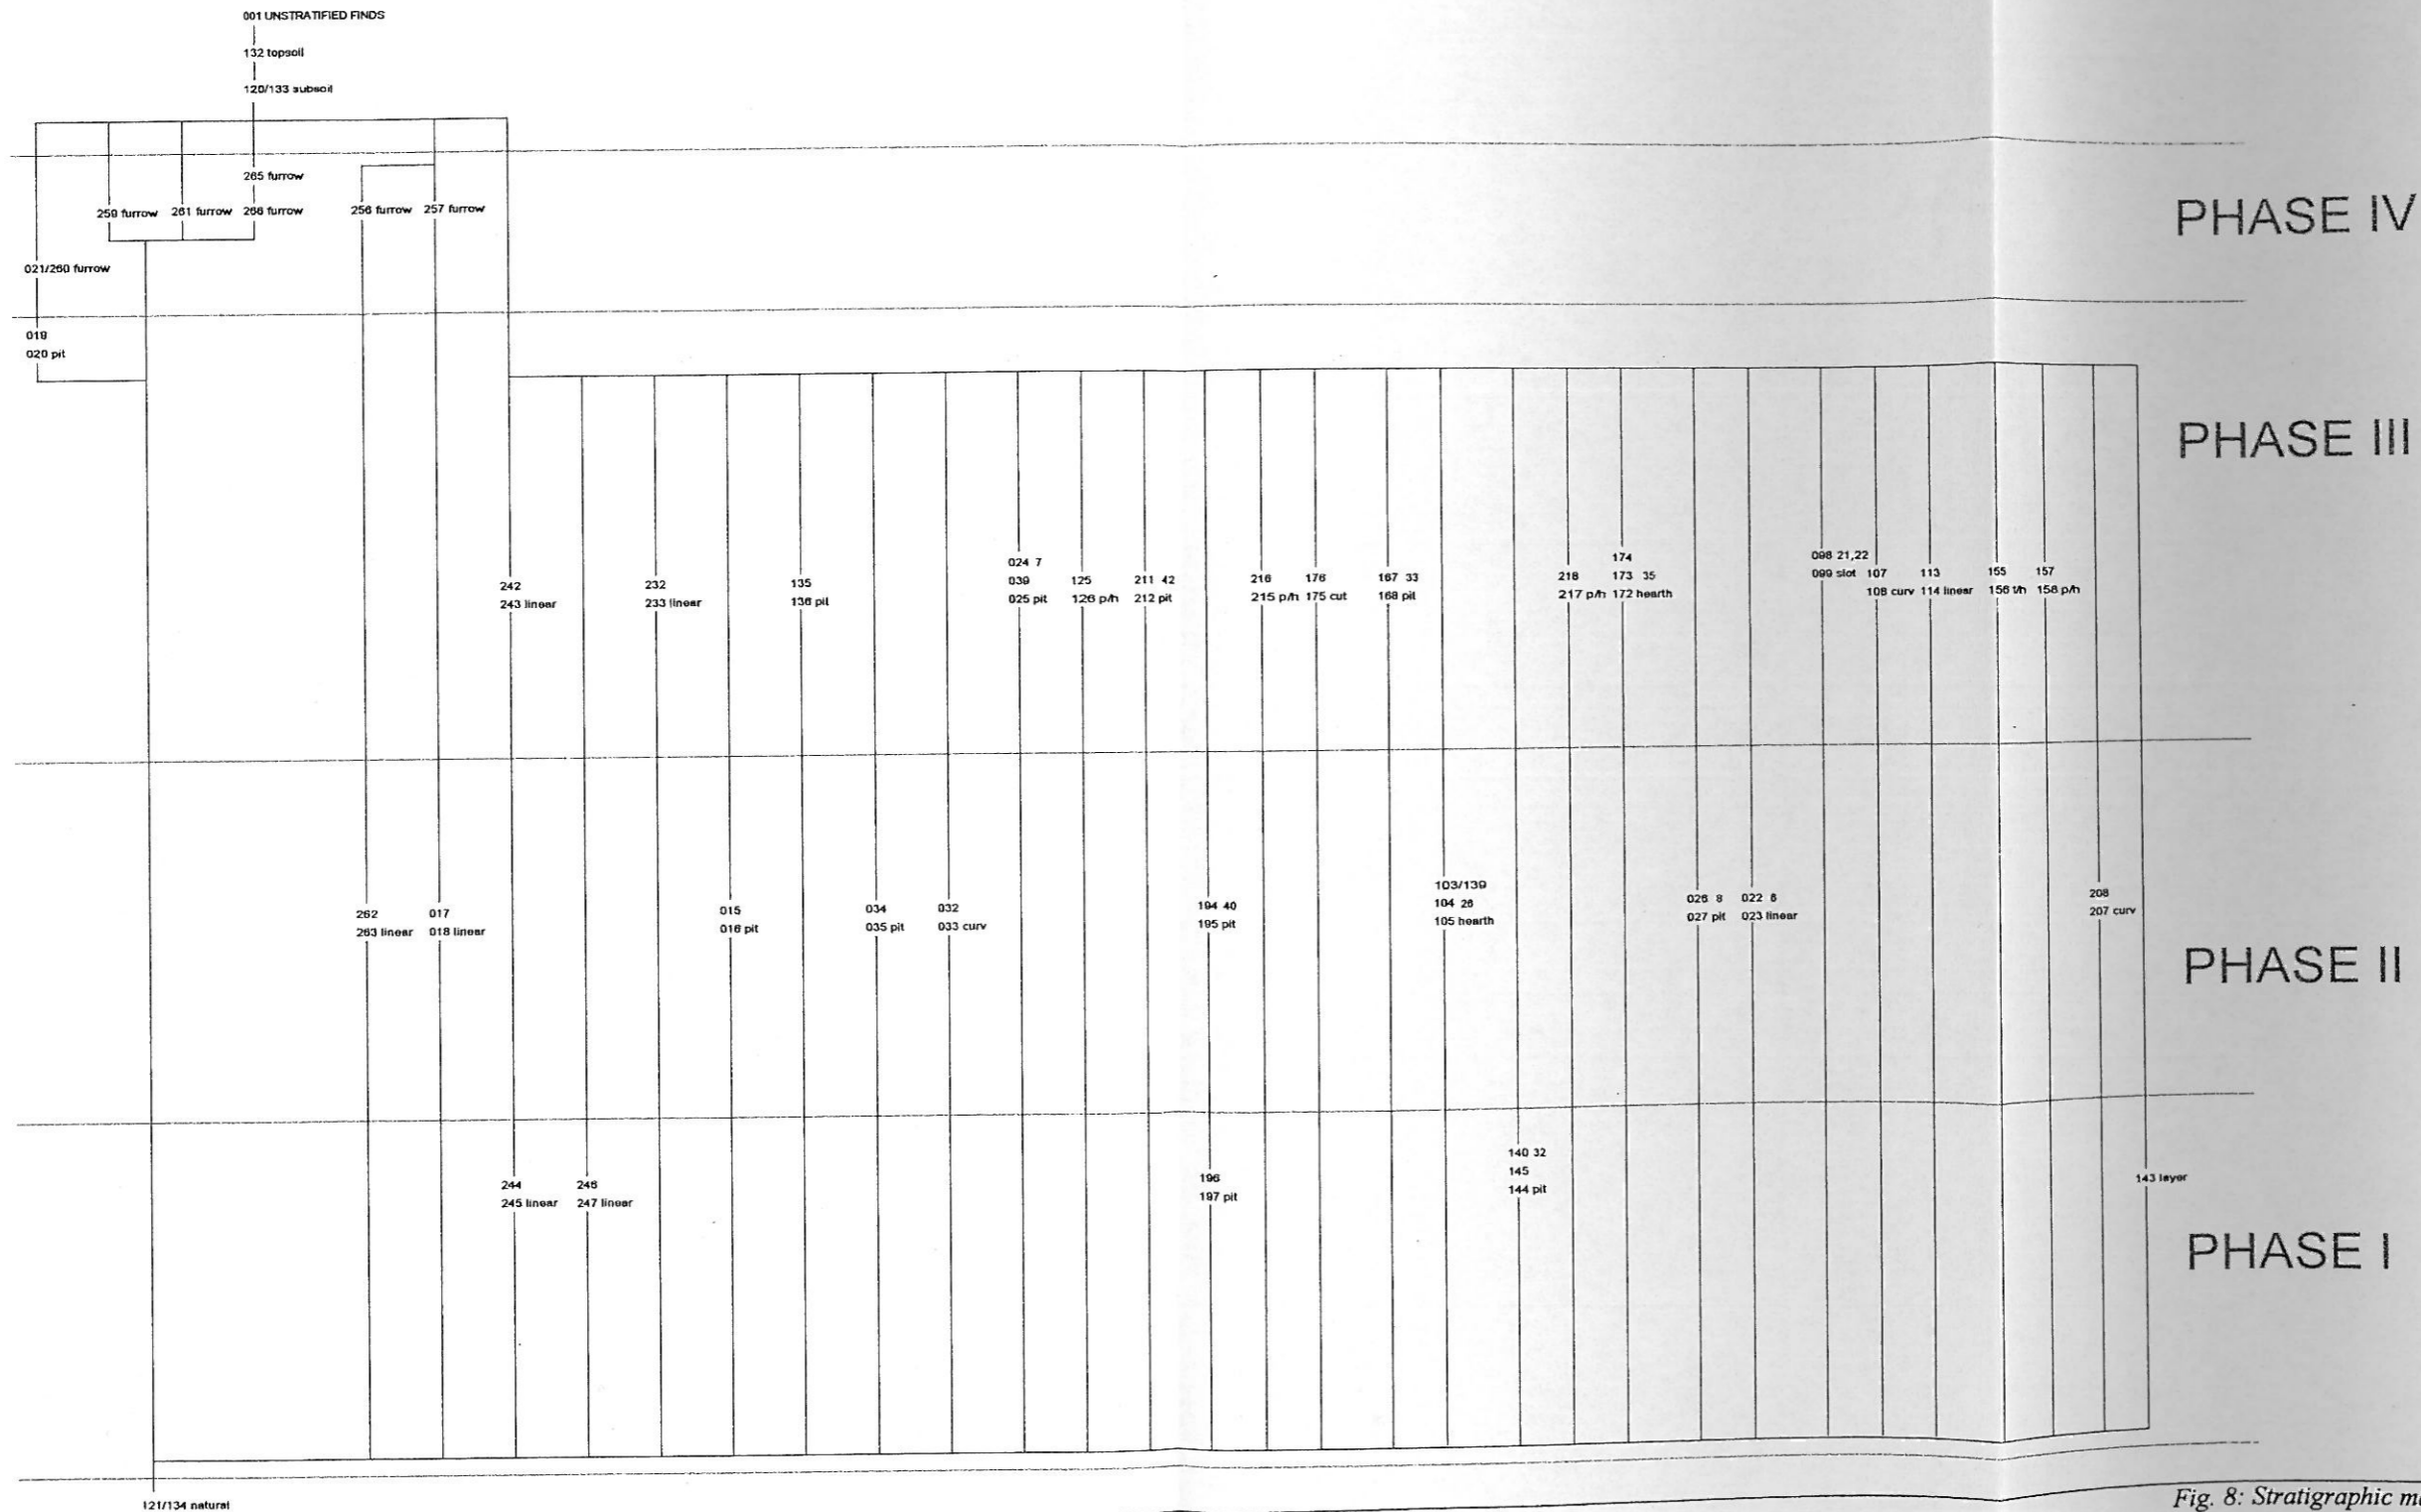 001 UNSTRATIFIED FINDS
132 topsoil
120/133 subsoil
265 furrow
259 furrow 261 furrow 266 furrow 256 furrow 257 furrow
PHASE IV
021/260 furrow
019
020 pit
PHASE III
242
243 linear
232
233 linear
135
136 pit
024 7
039
025 pit
125
126 p/h
211 42
212 pit
216
215 p/h
176
175 cut
167 33
168 pit
218
217 p/h
174
173 35
172 hearth
098 21,22
099 slot
107
108 curv
113
114 linear
155
156 t/h
157
158 p/h
262
263 linear
017
018 linear
015
016 pit
034
035 pit
032
033 curv
194 40
195 pit
103/139
104 26
105 hearth
026 8
027 pit
022 6
023 linear
208
207 curv
PHASE II
244
245 linear
246
247 linear
196
197 pit
140 32
145
144 pit
143 layer
PHASE I
121/134 natural
Fig. 8: Stratigraphic